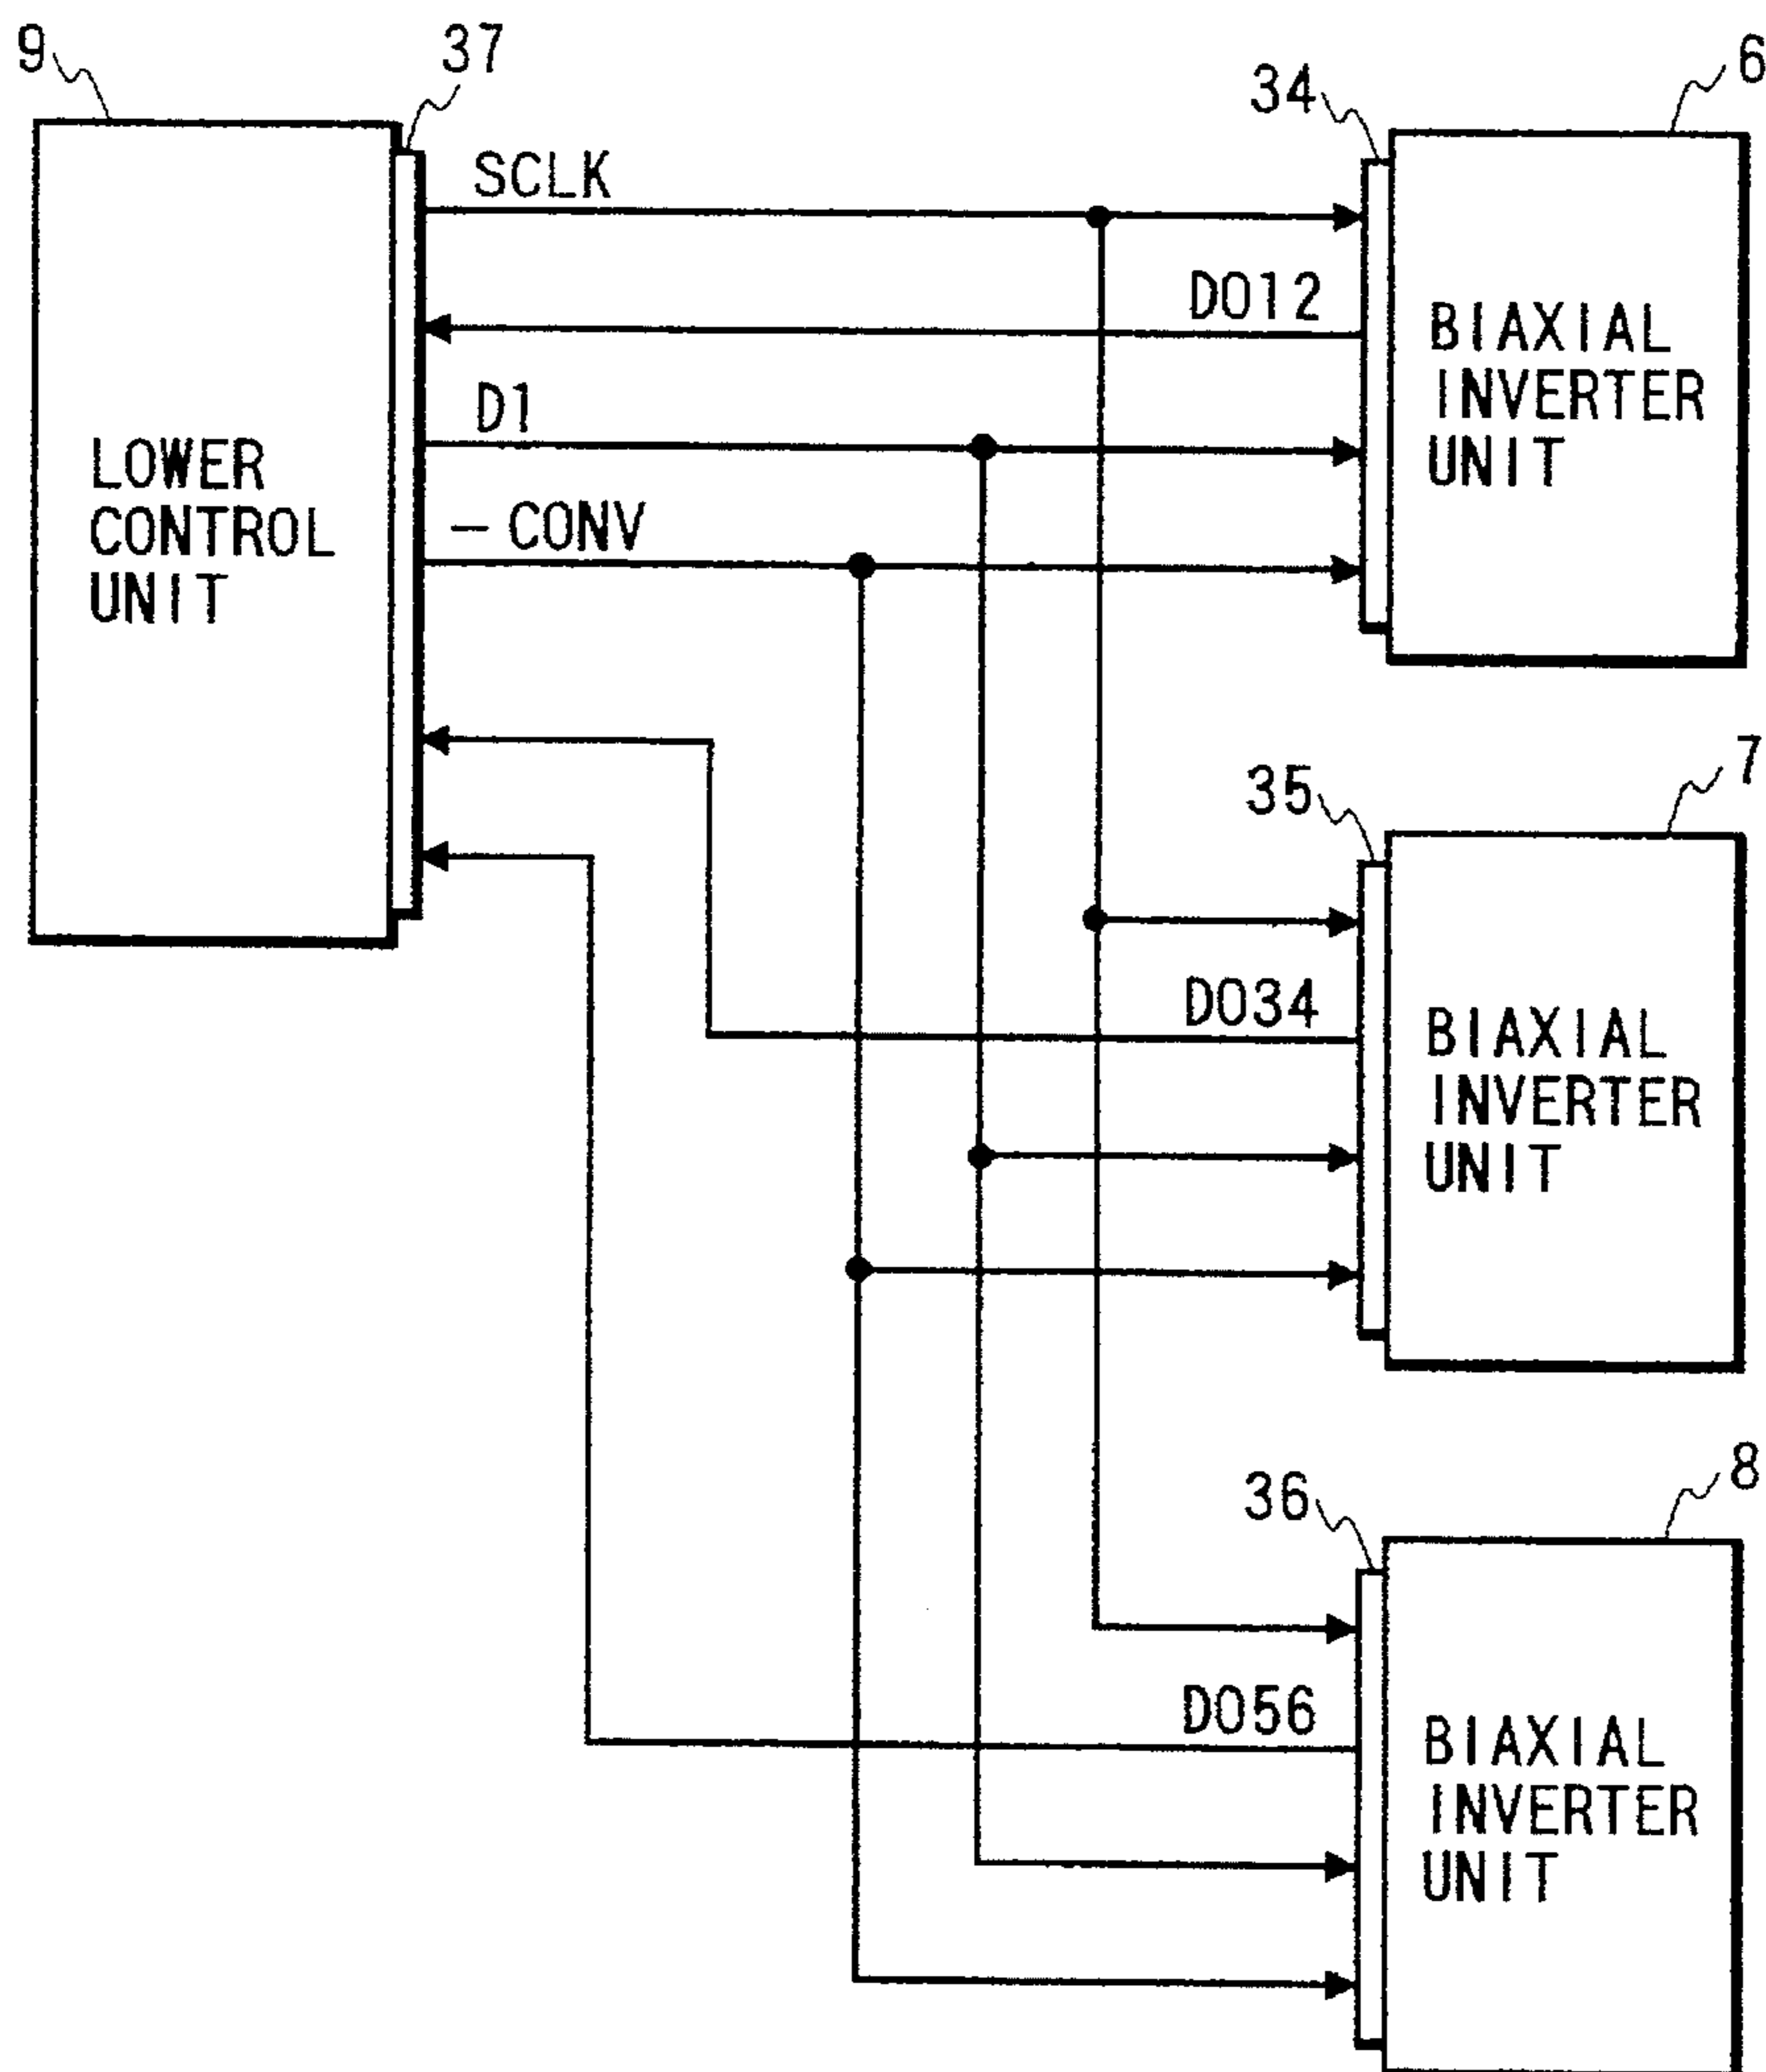 9
37
34
6
SCLK
DO12
BIAXIAL
INVERTER
UNIT
D1
LOWER
CONTROL
UNIT
– CONV
7
35
DO34
BIAXIAL
INVERTER
UNIT
8
36
DO56
BIAXIAL
INVERTER
UNIT